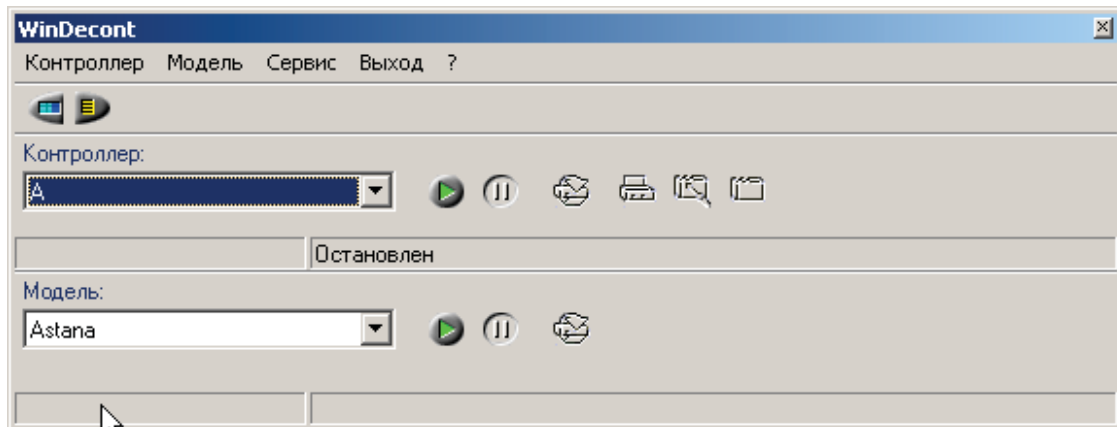 WinDecont
Контроллер Модель Сервис Выход ?
Контроллер:
A
Остановлен
Модель:
Astana